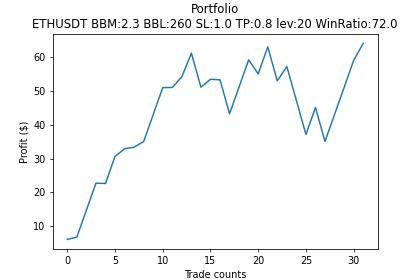 Portfolio
ETHUSDT BBM:2.3 BBL:260 SL:1.0 TP:0.8 lev:20 WinRatio:72.0
60
50
40
30
20
10
Profit ($)
0 5 10 15 20 25 30
Trade counts